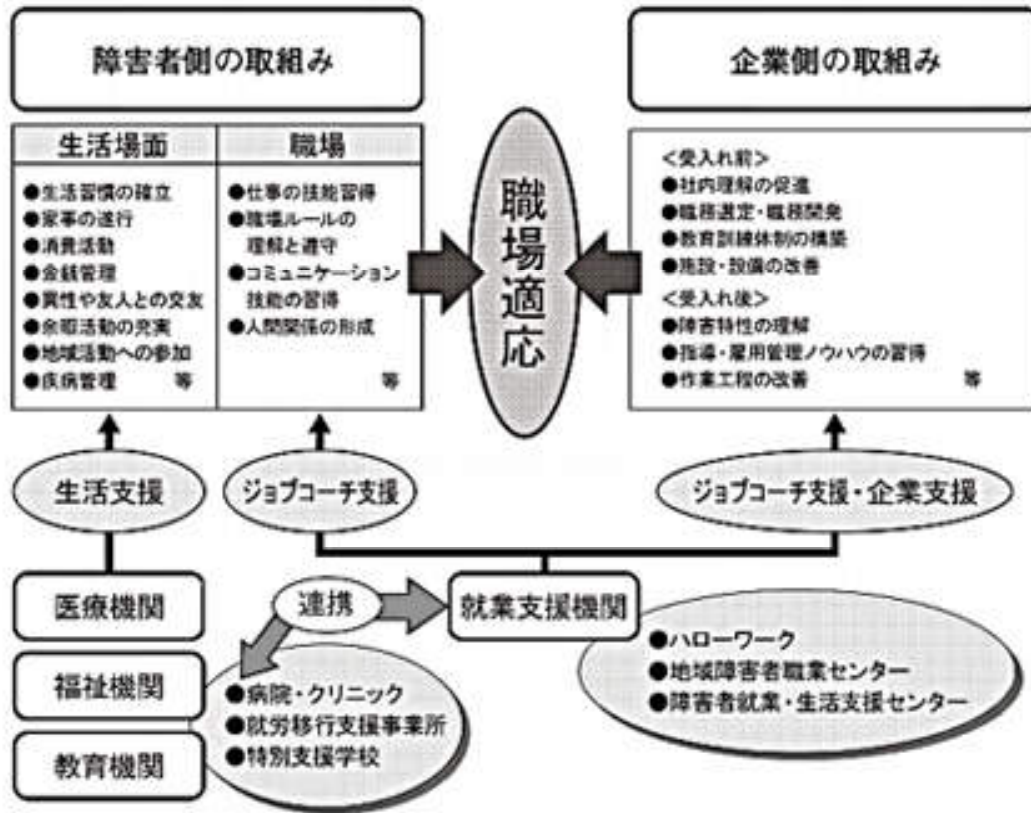 障害者側の取組み
企業側の取組み
生活場面
●生活習慣の確立
●家事の遂行
●消費活動
●金銭管理
●異性や友人との交友
●余暇活動の充実
●地域活動への参加
●疾病管理 等
職場
●仕事の技能習得
●職場ルールの
理解と遵守
●コミュニケーション
技能の習得
●人間関係の形成
等
職場適応
<受入れ前>
●社内理解の促進
●職務選定・職務開発
●教育訓練体制の構築
●施設・設備の改善
<受入れ後>
●障害特性の理解
●指導・雇用管理ノウハウの習得
●作業工程の改善 等
生活支援
ジョブコーチ支援
ジョブコーチ支援・企業支援
医療機関
連携
就業支援機関
福祉機関
教育機関
●病院・クリニック
●就労移行支援事業所
●特別支援学校
●ハローワーク
●地域障害者職業センター
●障害者就業・生活支援センター